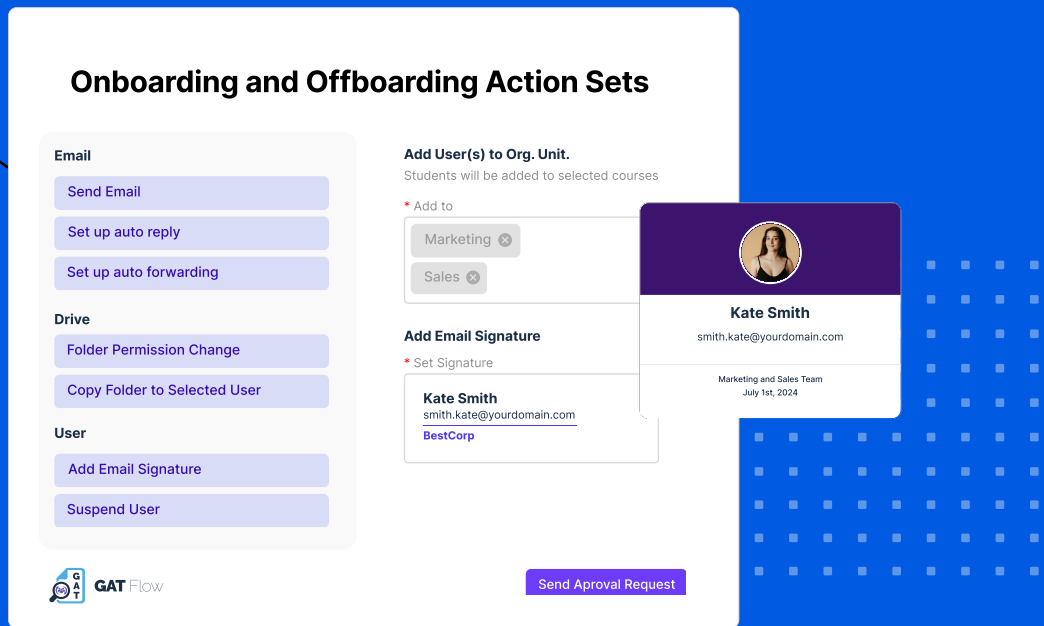 Onboarding and Offboarding Action Sets
Email
Send Email
Set up auto reply
Set up auto forwarding
Drive
Folder Permission Change
Copy Folder to Selected User
User
Add Email Signature
Suspend User
Add User(s) to Org. Unit.
Students will be added to selected courses
* Add to
Marketing
Sales
Add Email Signature
* Set Signature
Kate Smith
smith.kate@yourdomain.com
BestCorp
Kate Smith
smith.kate@yourdomain.com
Marketing and Sales Team
July 1st, 2024
GAT
GAT Flow
Send Aproval Request